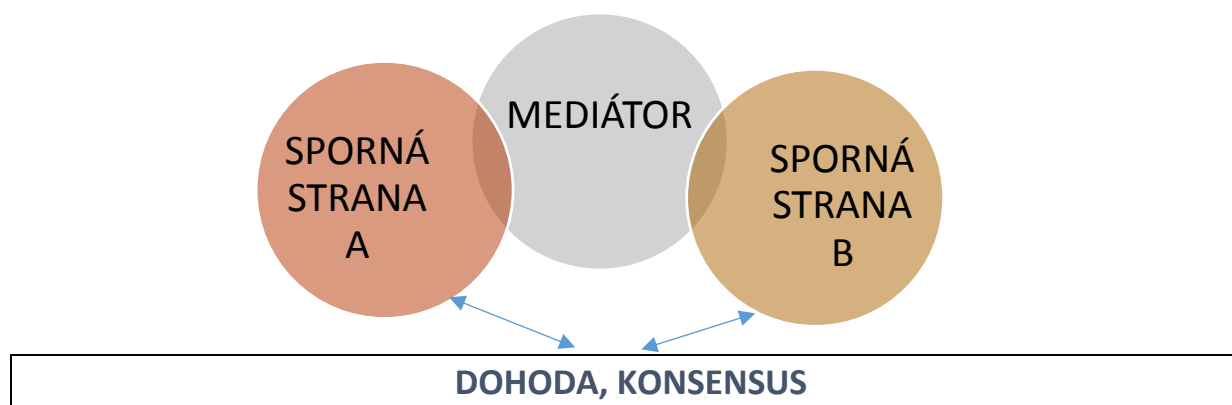 MEDIÁTOR
SPORNÁ
STRANA
A
SPORNÁ
STRANA
B
DOHODA, KONSENSUS